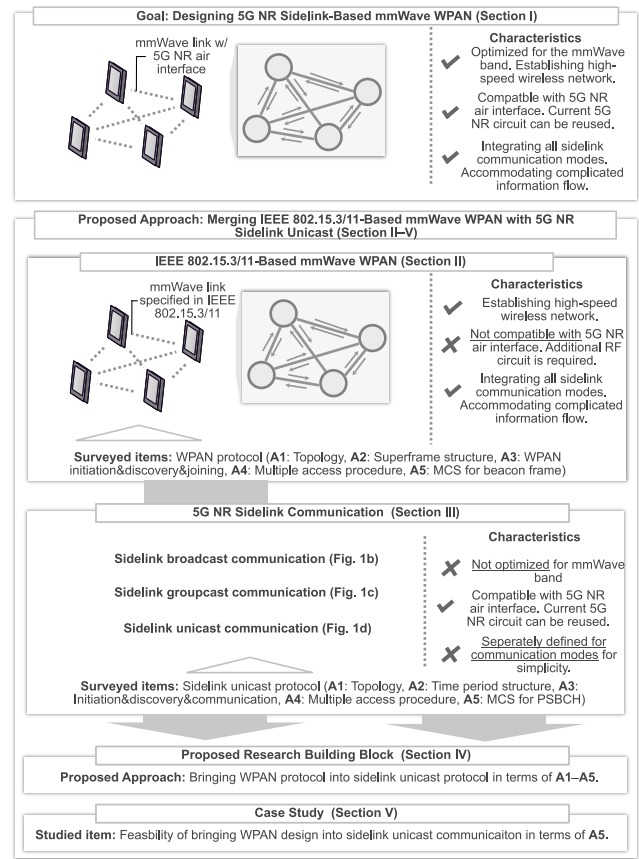 Goal: Designing 5G NR Sidelink-Based mmWave WPAN (Section I)
mmWave link w/
5G NR air
interface
Characteristics
Optimized for the mmWave
band. Establishing high-
speed wireless network.
Compatble with 5G NR
air interface. Current 5G
NR circuit can be reused.
Integrating all sidelink
communication modes.
Accommodating complicated
information flow.
Proposed Approach: Merging IEEE 802.15.3/11-Based mmWave WPAN with 5G NR
Sidelink Unicast (Section II–V)
IEEE 802.15.3/11-Based mmWave WPAN (Section II)
mmWave link
specified in IEEE
802.15.3/11
Characteristics
Establishing high-speed
wireless network.
Not compatible with 5G NR
air interface. Additional RF
circuit is required.
Integrating all sidelink
communication modes.
Accommodating complicated
information flow.
Surveyed items: WPAN protocol (A1: Topology, A2: Superframe structure, A3: WPAN
initiation&discovery&joining, A4: Multiple access procedure, A5: MCS for beacon frame)
5G NR Sidelink Communication (Section III)
Sidelink broadcast communication (Fig. 1b)
Sidelink groupcast communication (Fig. 1c)
Sidelink unicast communication (Fig. 1d)
Characteristics
Not optimized for mmWave
band
Compatible with 5G NR
air interface. Current 5G
NR circuit can be reused.
Seperately defined for
communication modes for
simplicity.
Surveyed items: Sidelink unicast protocol (A1: Topology, A2: Time period structure, A3:
Initiation&discovery&communication, A4: Multiple access procedure, A5: MCS for PSBCH)
Proposed Research Building Block (Section IV)
Proposed Approach: Bringing WPAN protocol into sidelink unicast protocol in terms of A1–A5.
Case Study (Section V)
Studied item: Feasbility of bringing WPAN design into sidelink unicast communicaiton in terms of A5.